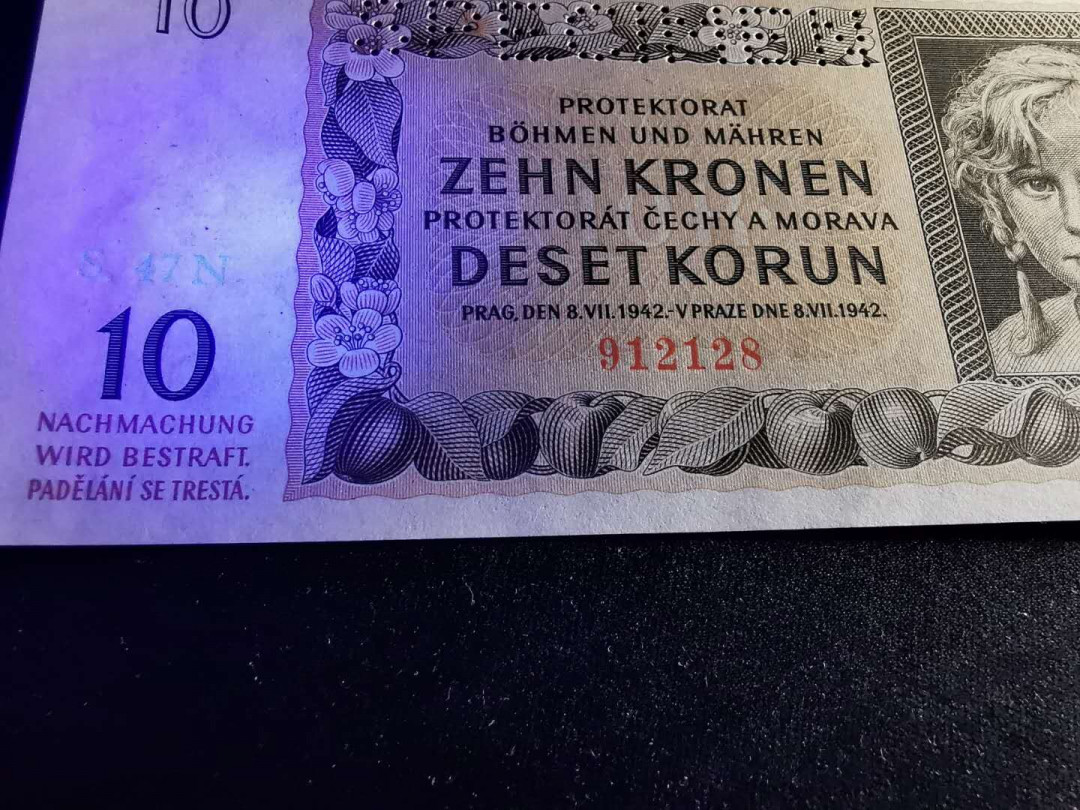 10
PROTEKTORAT
BÖHMEN UND MÄHREN
ZEHN KRONEN
PROTEKTORÁT ČECHY A MORAVA
DESET KORUN
PRAG, DEN 8.VII.1942.-V PRAZE DNE 8.VII.1942.
912128
S. 47 N
10
NACHMACHUNG
WIRD BESTRAFT.
PADĚLÁNÍ SE TRESTÁ.